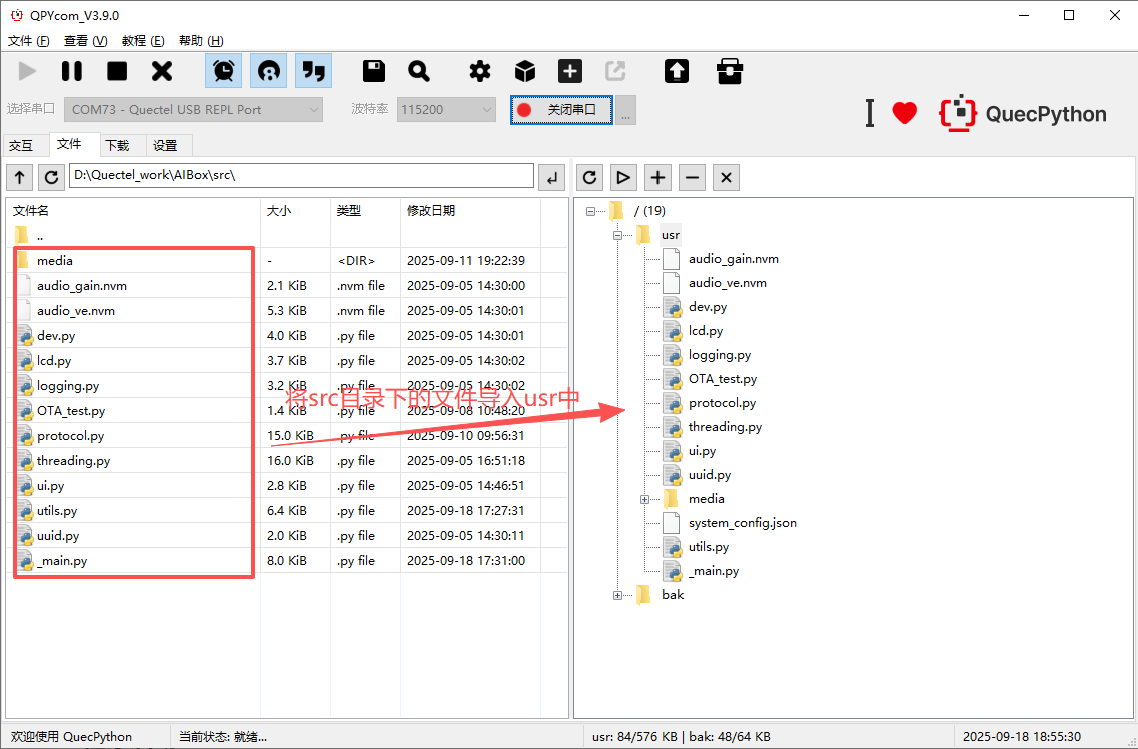 QPYcom_V3.9.0
文件 (F) 查看 (V) 教程 (E) 帮助 (H)
选择串口 COM73 - Quectel USB REPL Port 波特率 115200 关闭串口 ...
I QuecPython
交互 文件 下载 设置
D:\Quectel_work\AIBox\src\
文件名 大小 类型 修改日期
..
media - <DIR> 2025-09-11 19:22:39
audio_gain.nvm 2.1 KiB .nvm file 2025-09-05 14:30:00
audio_ve.nvm 5.3 KiB .nvm file 2025-09-05 14:30:01
dev.py 4.0 KiB .py file 2025-09-05 14:30:01
lcd.py 3.7 KiB .py file 2025-09-05 14:30:02
logging.py 3.2 KiB .py file 2025-09-05 14:30:02
将src目录下的文件导入usr中
OTA_test.py 1.4 KiB .py file 2025-09-08 10:48:20
protocol.py 15.0 KiB .py file 2025-09-10 09:56:31
threading.py 16.0 KiB .py file 2025-09-05 16:51:18
ui.py 2.8 KiB .py file 2025-09-05 14:46:51
utils.py 6.4 KiB .py file 2025-09-18 17:27:31
uuid.py 2.0 KiB .py file 2025-09-05 14:30:11
_main.py 8.0 KiB .py file 2025-09-18 17:31:00
/ (19)
usr
audio_gain.nvm
audio_ve.nvm
dev.py
lcd.py
logging.py
OTA_test.py
protocol.py
threading.py
ui.py
uuid.py
media
system_config.json
utils.py
_main.py
bak
欢迎使用 QuecPython 当前状态: 就绪... usr: 84/576 KB | bak: 48/64 KB 2025-09-18 18:55:30